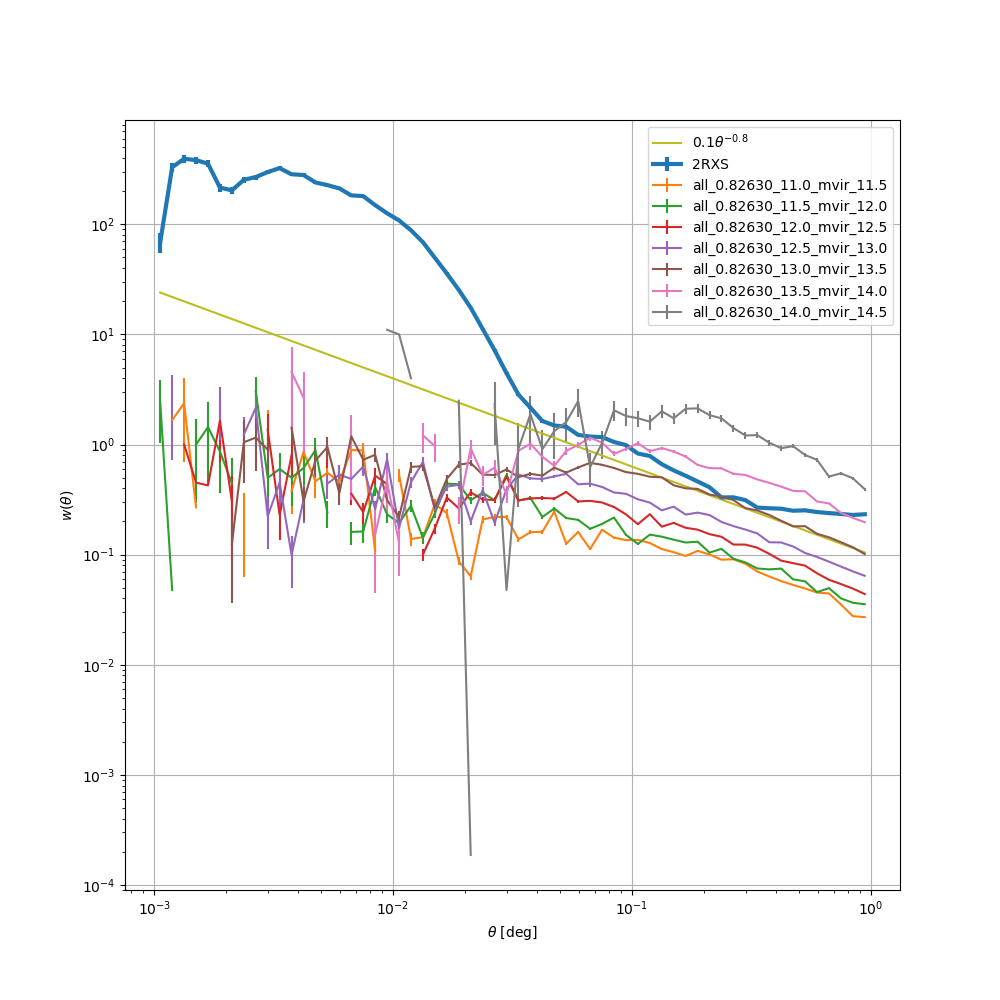 0.1θ^{-0.8}
2RXS
all_0.82630_11.0_mvir_11.5
all_0.82630_11.5_mvir_12.0
all_0.82630_12.0_mvir_12.5
all_0.82630_12.5_mvir_13.0
all_0.82630_13.0_mvir_13.5
all_0.82630_13.5_mvir_14.0
all_0.82630_14.0_mvir_14.5
10^2
10^1
10^0
10^{-1}
10^{-2}
10^{-3}
10^{-4}
w(θ)
10^{-3} 10^{-2} 10^{-1} 10^0
θ [deg]